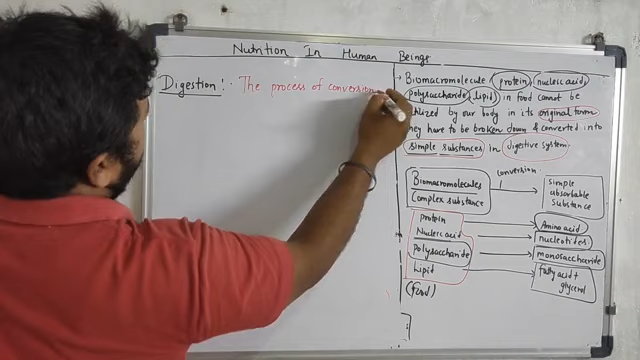 Nutrition In Human Beings
Digestion :- The process of conversion
→ Biomacromolecule (protein, nucleic acid,
polysaccharide, Lipid) in food cannot be
utilized by our body in its original form
They have to be broken down & converted into
simple substances in digestive system.
Biomacromolecules
Complex substance
conversion
simple
absorbable
substance
protein
Amino acid
Nucleic acid
nucleotides
polysaccharide
monosaccharide
Lipid
fatty acid +
glycerol
(food)